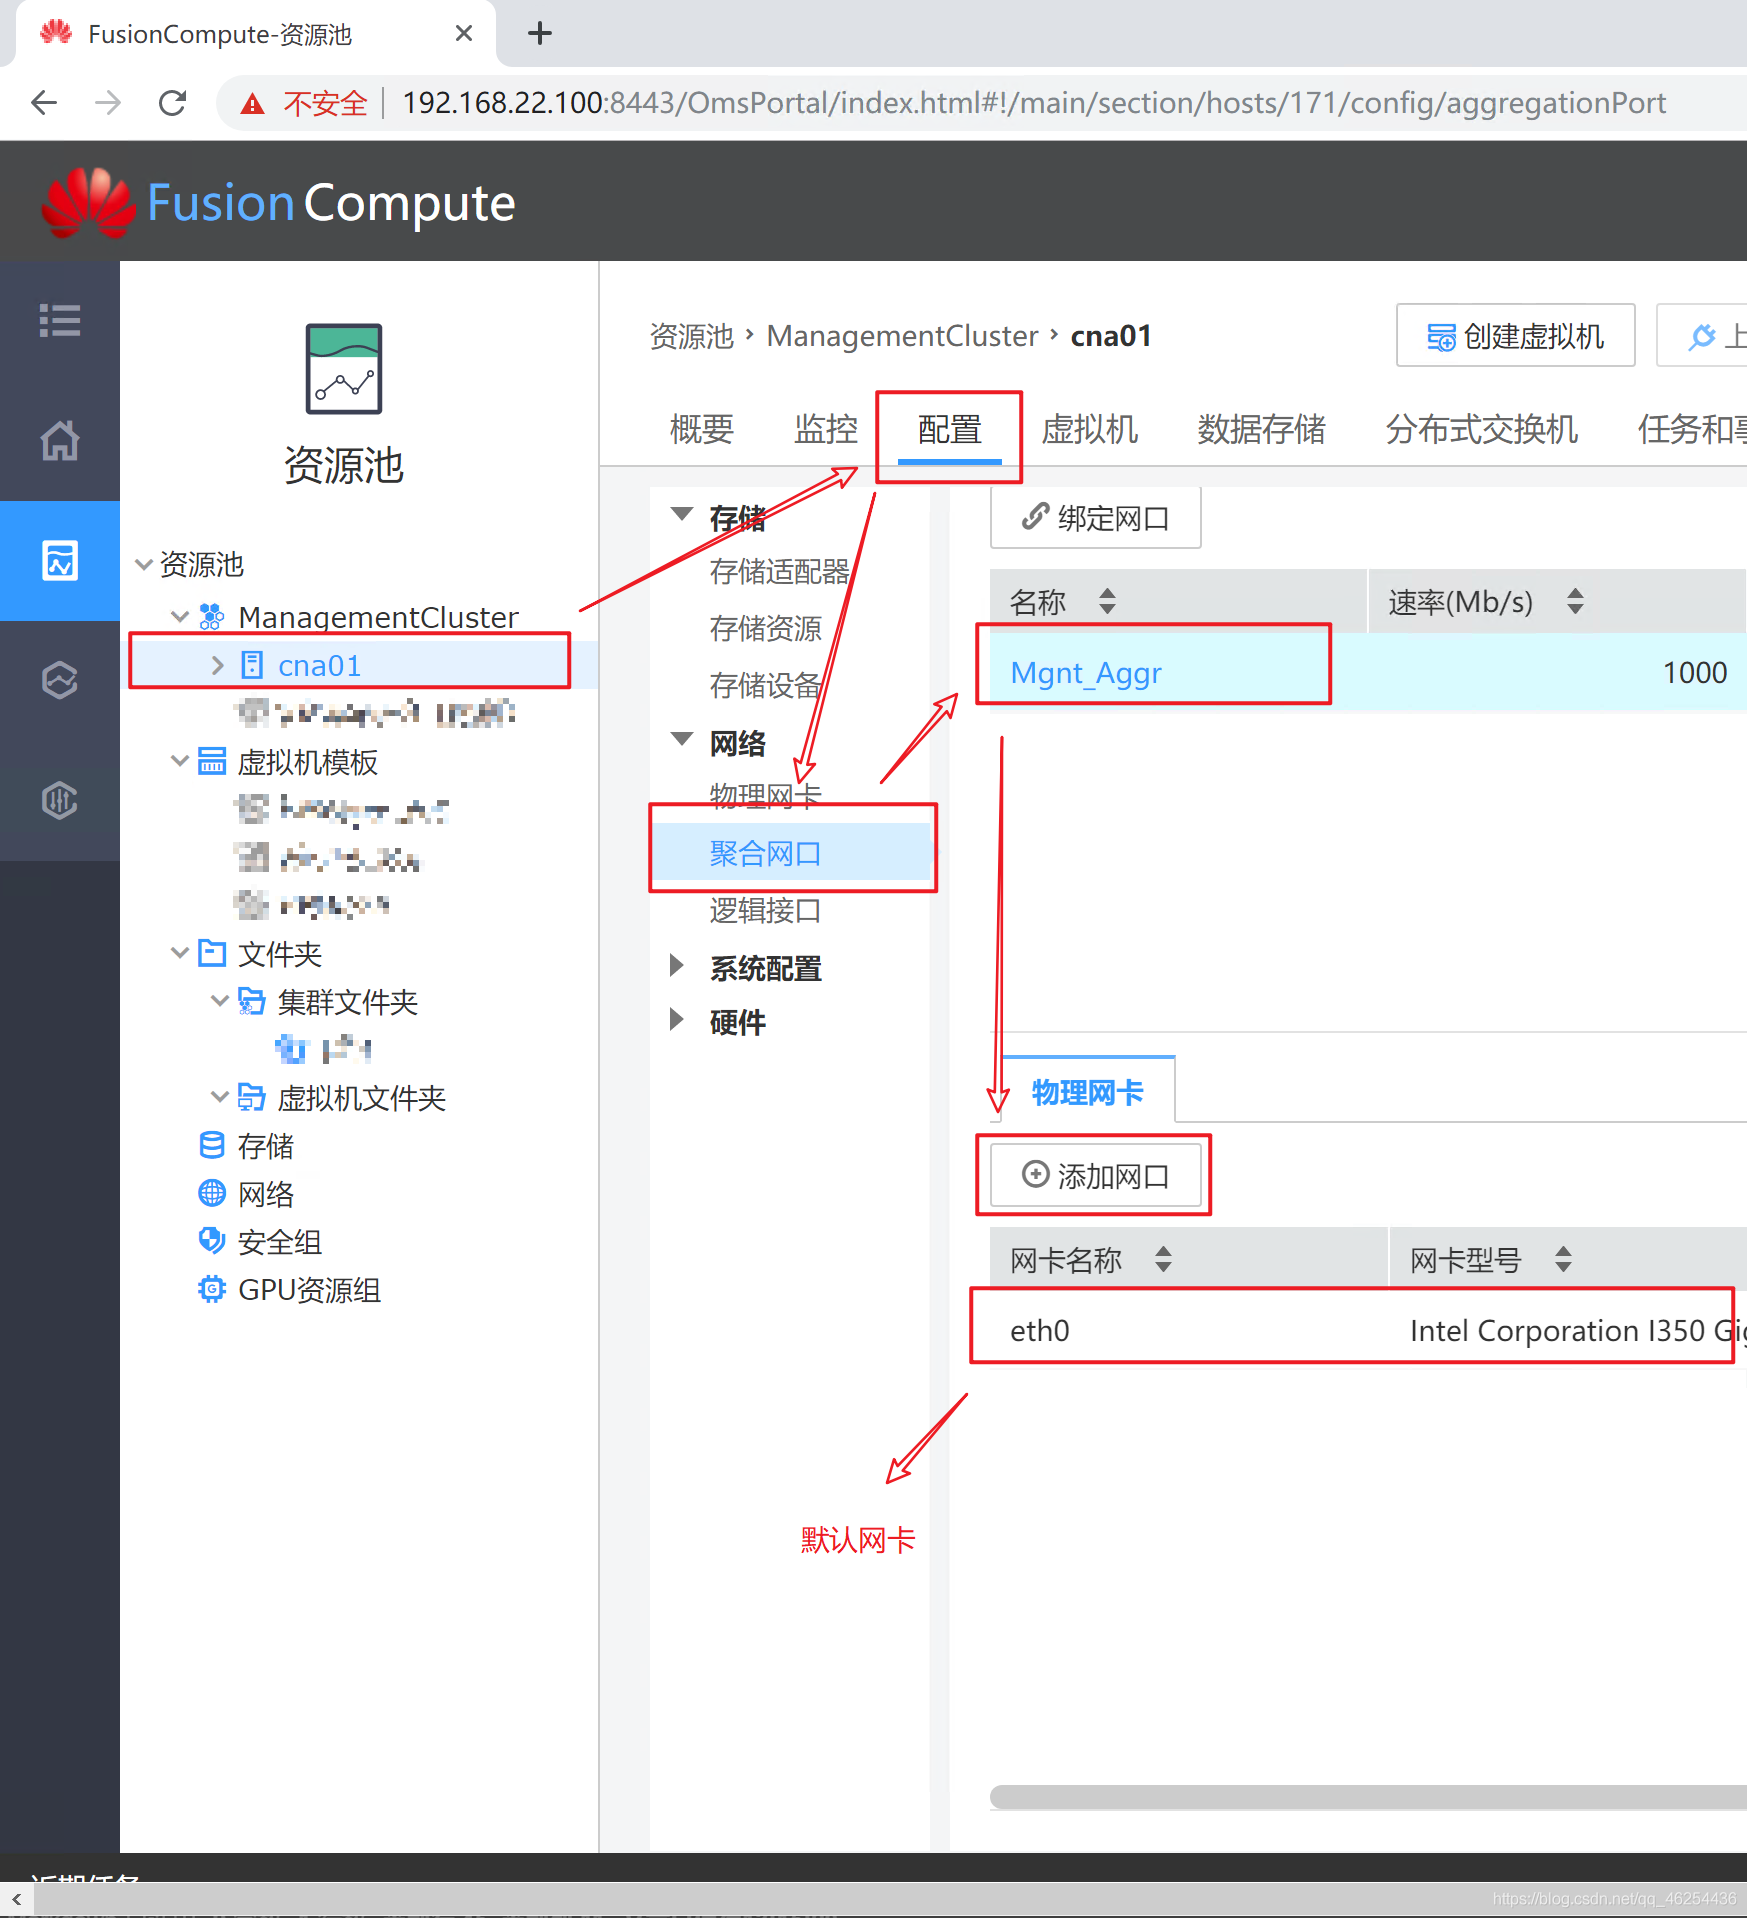 FusionCompute-资源池
不安全 192.168.22.100:8443/OmsPortal/index.html#!/main/section/hosts/171/config/aggregationPort
FusionCompute
资源池
资源池
ManagementCluster
cna01
虚拟机模板
文件夹
集群文件夹
虚拟机文件夹
存储
网络
安全组
GPU资源组
资源池 › ManagementCluster › cna01
创建虚拟机
上
概要 监控 配置 虚拟机 数据存储 分布式交换机 任务和事
存储
存储适配器
存储资源
存储设备
网络
物理网卡
聚合网口
逻辑接口
系统配置
硬件
绑定网口
名称 速率(Mb/s)
Mgnt_Aggr 1000
物理网卡
添加网口
网卡名称 网卡型号
eth0 Intel Corporation I350 Gig
默认网卡
近期任务
https://blog.csdn.net/qq_46254436